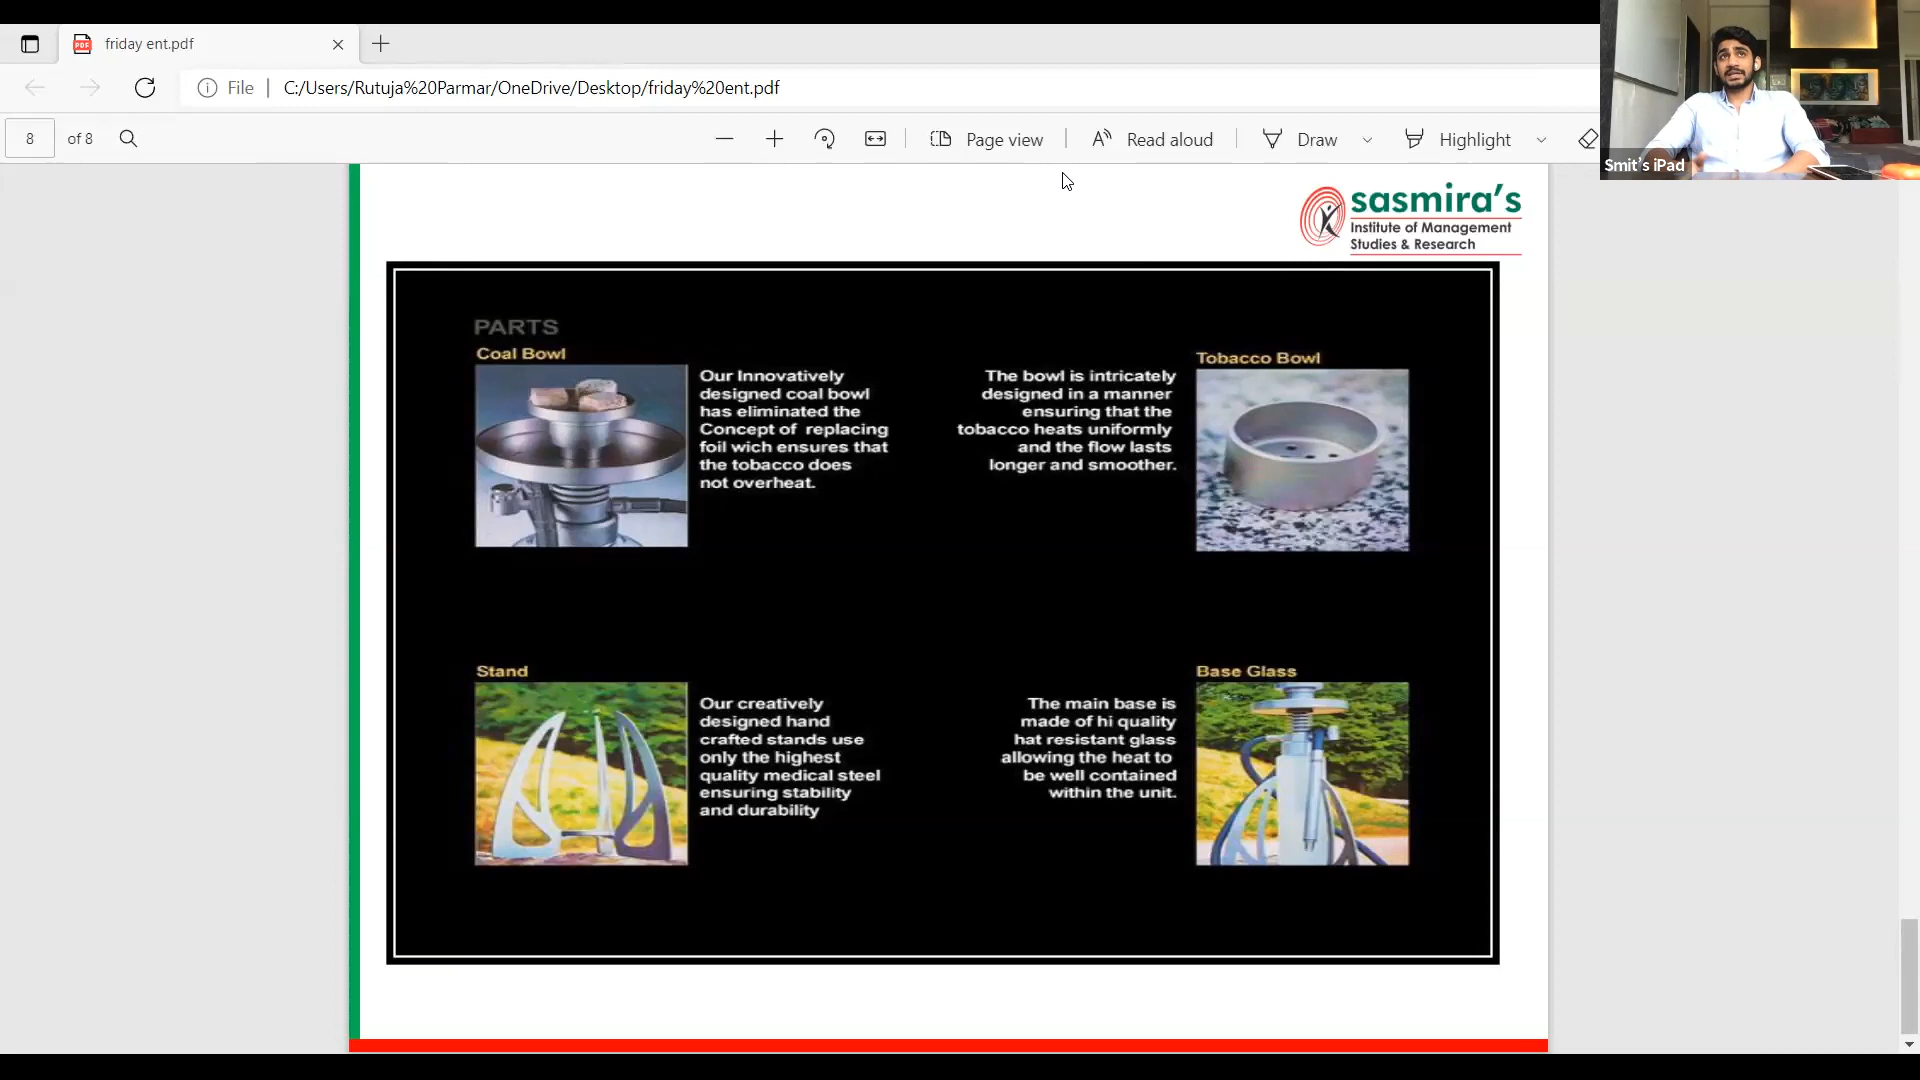 friday ent.pdf
File | C:/Users/Rutuja%20Parmar/OneDrive/Desktop/friday%20ent.pdf
8 of 8
Page view
Read aloud
Draw
Highlight
Smit's iPad
sasmira's
Institute of Management
Studies & Research
PARTS
Coal Bowl
Our Innovatively
designed coal bowl
has eliminated the
Concept of replacing
foil wich ensures that
the tobacco does
not overheat.
The bowl is intricately
designed in a manner
ensuring that the
tobacco heats uniformly
and the flow lasts
longer and smoother.
Tobacco Bowl
Stand
Our creatively
designed hand
crafted stands use
only the highest
quality medical steel
ensuring stability
and durability
The main base is
made of hi quality
hat resistant glass
allowing the heat to
be well contained
within the unit.
Base Glass